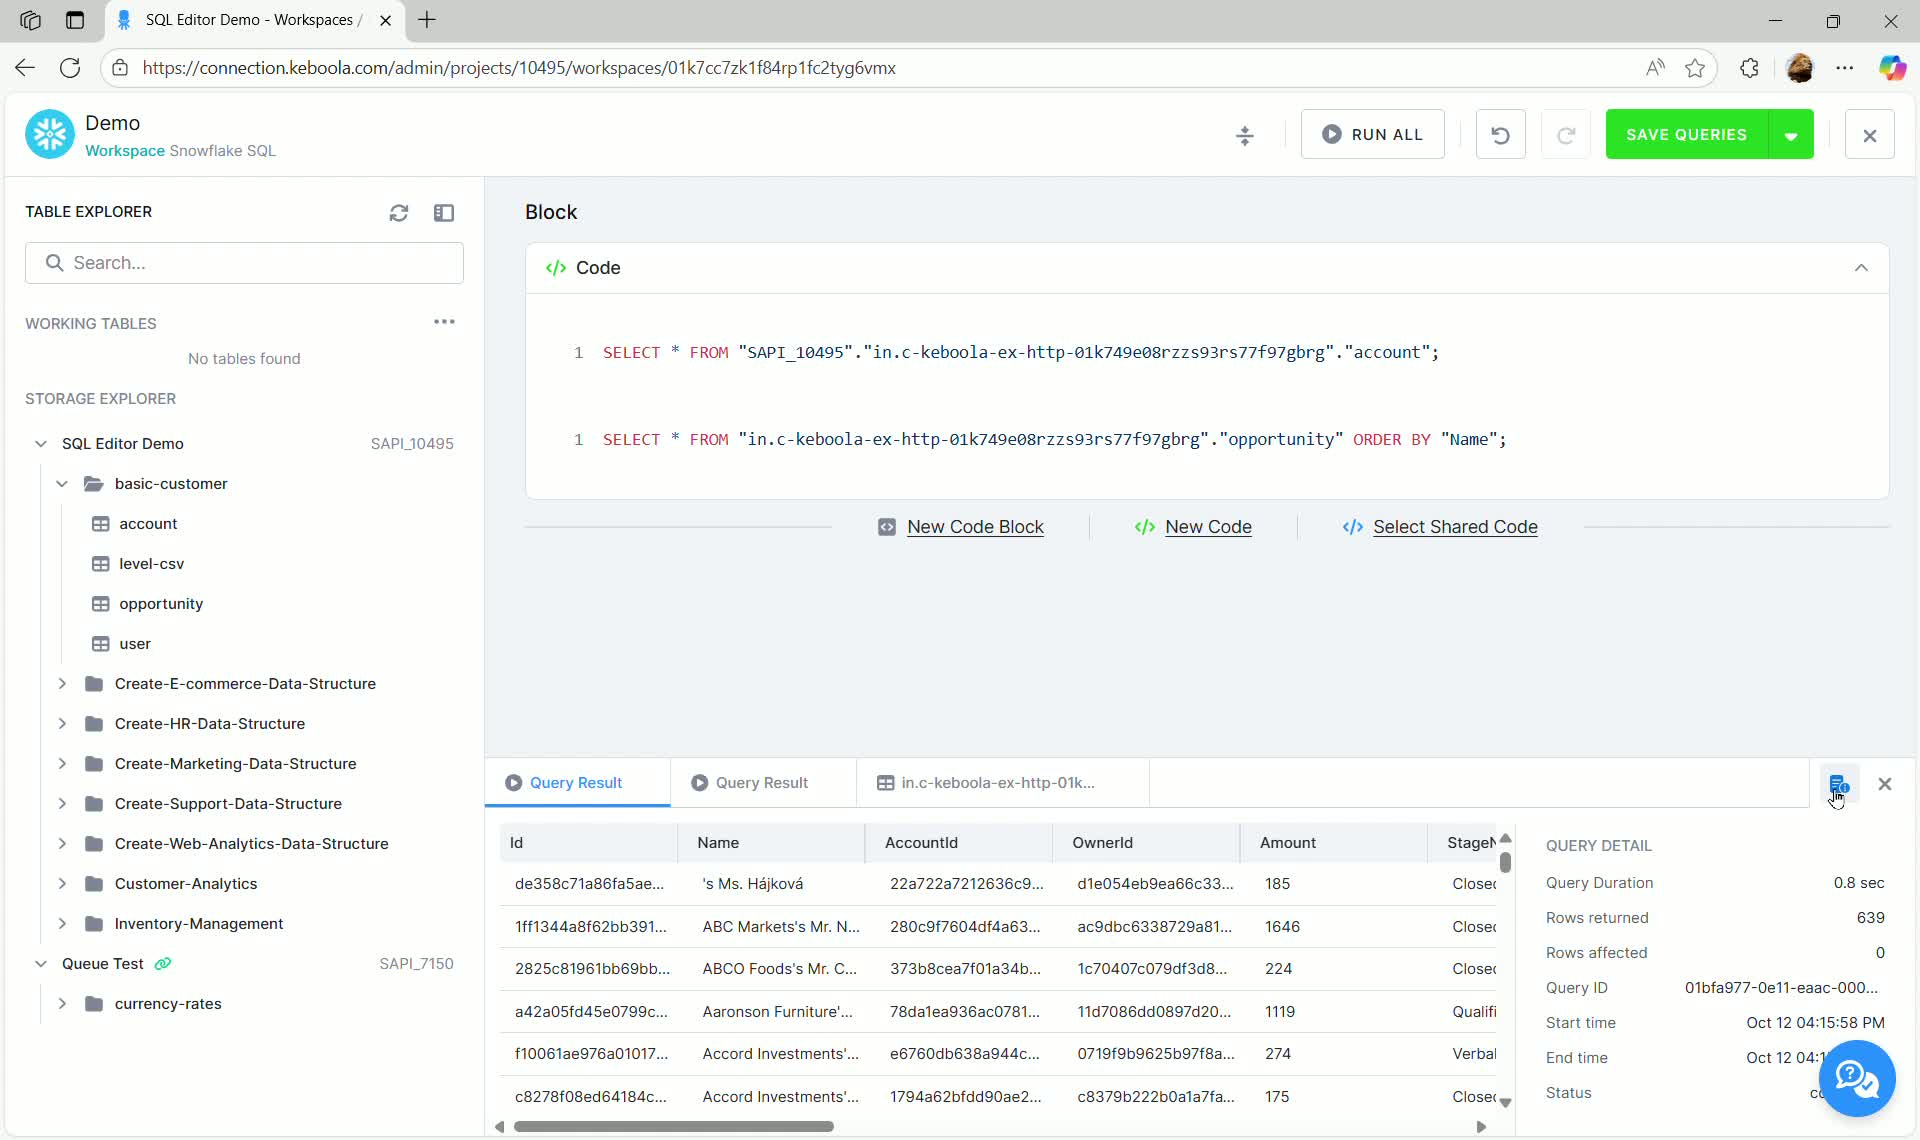 SQL Editor Demo - Workspaces /
https://connection.keboola.com/admin/projects/10495/workspaces/01k7cc7zk1f84rp1fc2tyg6vmx
Demo
Workspace Snowflake SQL
RUN ALL
SAVE QUERIES
TABLE EXPLORER
Search...
WORKING TABLES
No tables found
STORAGE EXPLORER
SQL Editor Demo SAPI_10495
basic-customer
account
level-csv
opportunity
user
Create-E-commerce-Data-Structure
Create-HR-Data-Structure
Create-Marketing-Data-Structure
Create-Support-Data-Structure
Create-Web-Analytics-Data-Structure
Customer-Analytics
Inventory-Management
Queue Test SAPI_7150
currency-rates
Block
</> Code
1 SELECT * FROM "SAPI_10495"."in.c-keboola-ex-http-01k749e08rzzs93rs77f97gbrg"."account";
1 SELECT * FROM "in.c-keboola-ex-http-01k749e08rzzs93rs77f97gbrg"."opportunity" ORDER BY "Name";
New Code Block </> New Code </> Select Shared Code
Query Result Query Result in.c-keboola-ex-http-01k...
Id Name AccountId OwnerId Amount StageN
de358c71a86fa5ae... 's Ms. Hájková 22a722a7212636c9... d1e054eb9ea66c33... 185 Closed
1ff1344a8f62bb391... ABC Markets's Mr. N... 280c9f7604df4a63... ac9dbc6338729a81... 1646 Closed
2825c81961bb69bb... ABCO Foods's Mr. C... 373b8cea7f01a34b... 1c70407c079df3d8... 224 Closed
a42a05fd45e0799c... Aaronson Furniture'... 78da1ea936ac0781... 11d7086dd0897d20... 1119 Qualifi
f10061ae976a01017... Accord Investments'... e6760db638a944c... 0719f9b9625b97f8a... 274 Verbal
c8278f08ed64184c... Accord Investments'... 1794a62bfdd90ae2... c8379b222b0a1a7fa... 175 Closed
QUERY DETAIL
Query Duration 0.8 sec
Rows returned 639
Rows affected 0
Query ID 01bfa977-0e11-eaac-000...
Start time Oct 12 04:15:58 PM
End time Oct 12 04:1
Status